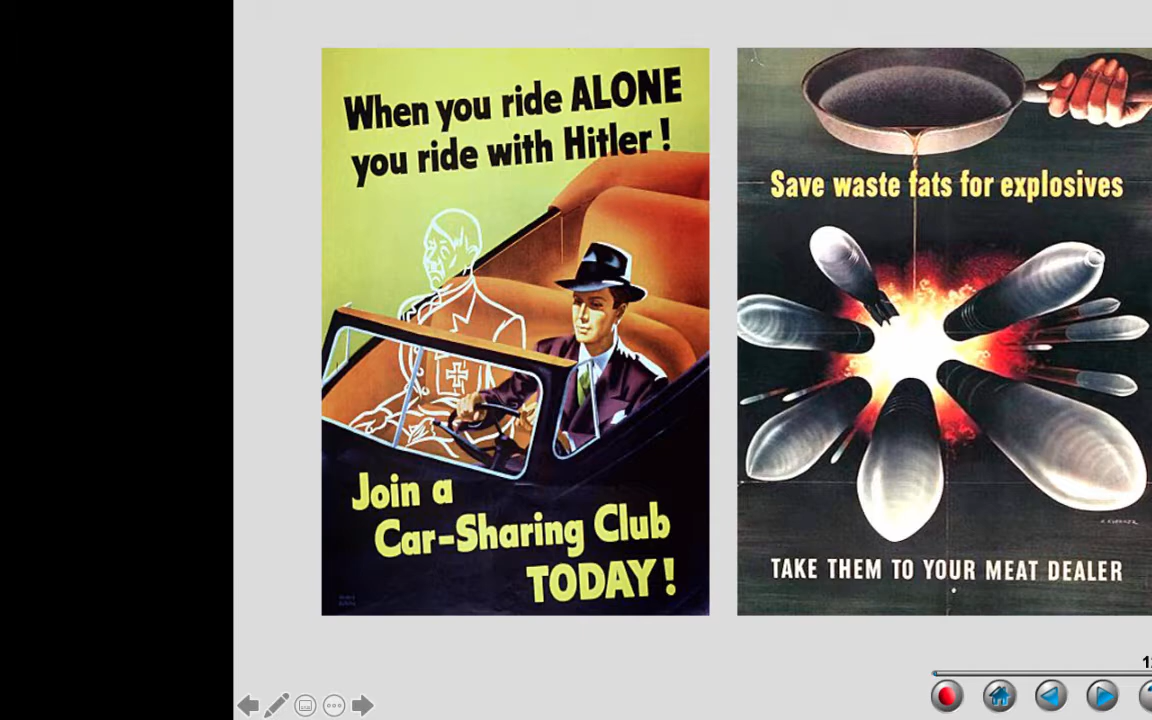 When you ride ALONE
you ride with Hitler !
Join a
Car-Sharing Club
TODAY !
Save waste fats for explosives
TAKE THEM TO YOUR MEAT DEALER